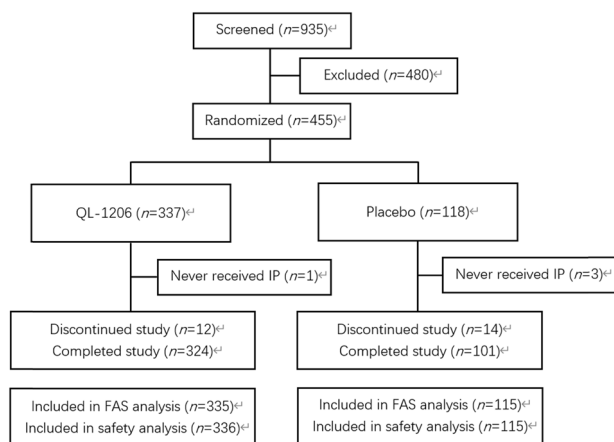 Screened (n=935)↵
Excluded (n=480)↵
Randomized (n=455)↵
QL-1206 (n=337)↵
Placebo (n=118)↵
Never received IP (n=1)↵
Never received IP (n=3)↵
Discontinued study (n=12)↵
Completed study (n=324)↵
Discontinued study (n=14)↵
Completed study (n=101)↵
Included in FAS analysis (n=335)↵
Included in safety analysis (n=336)↵
Included in FAS analysis (n=115)↵
Included in safety analysis (n=115)↵